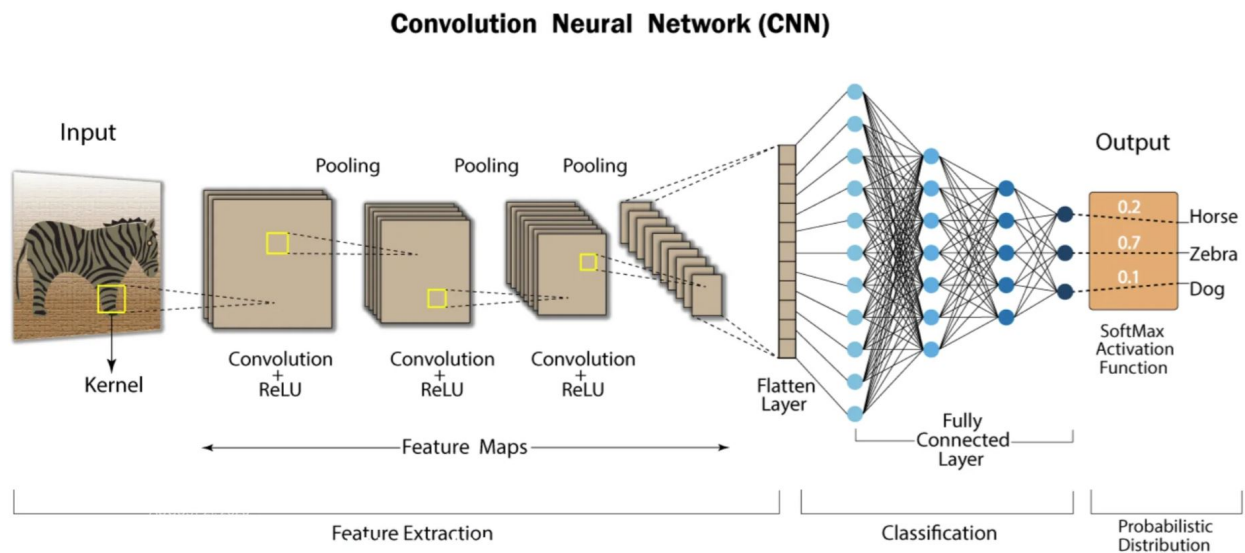 Convolution Neural Network (CNN)
Input
Kernel
Pooling
Pooling
Pooling
Convolution
+
ReLU
Convolution
+
ReLU
Convolution
+
ReLU
Feature Maps
Flatten
Layer
Fully
Connected
Layer
Output
0.2
0.7
0.1
Horse
Zebra
Dog
SoftMax
Activation
Function
Feature Extraction
Classification
Probabilistic
Distribution